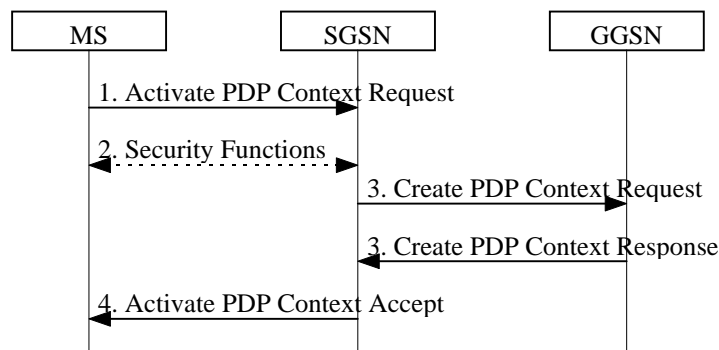 MS
SGSN
GGSN
1. Activate PDP Context Request
2. Security Functions
3. Create PDP Context Request
3. Create PDP Context Response
4. Activate PDP Context Accept